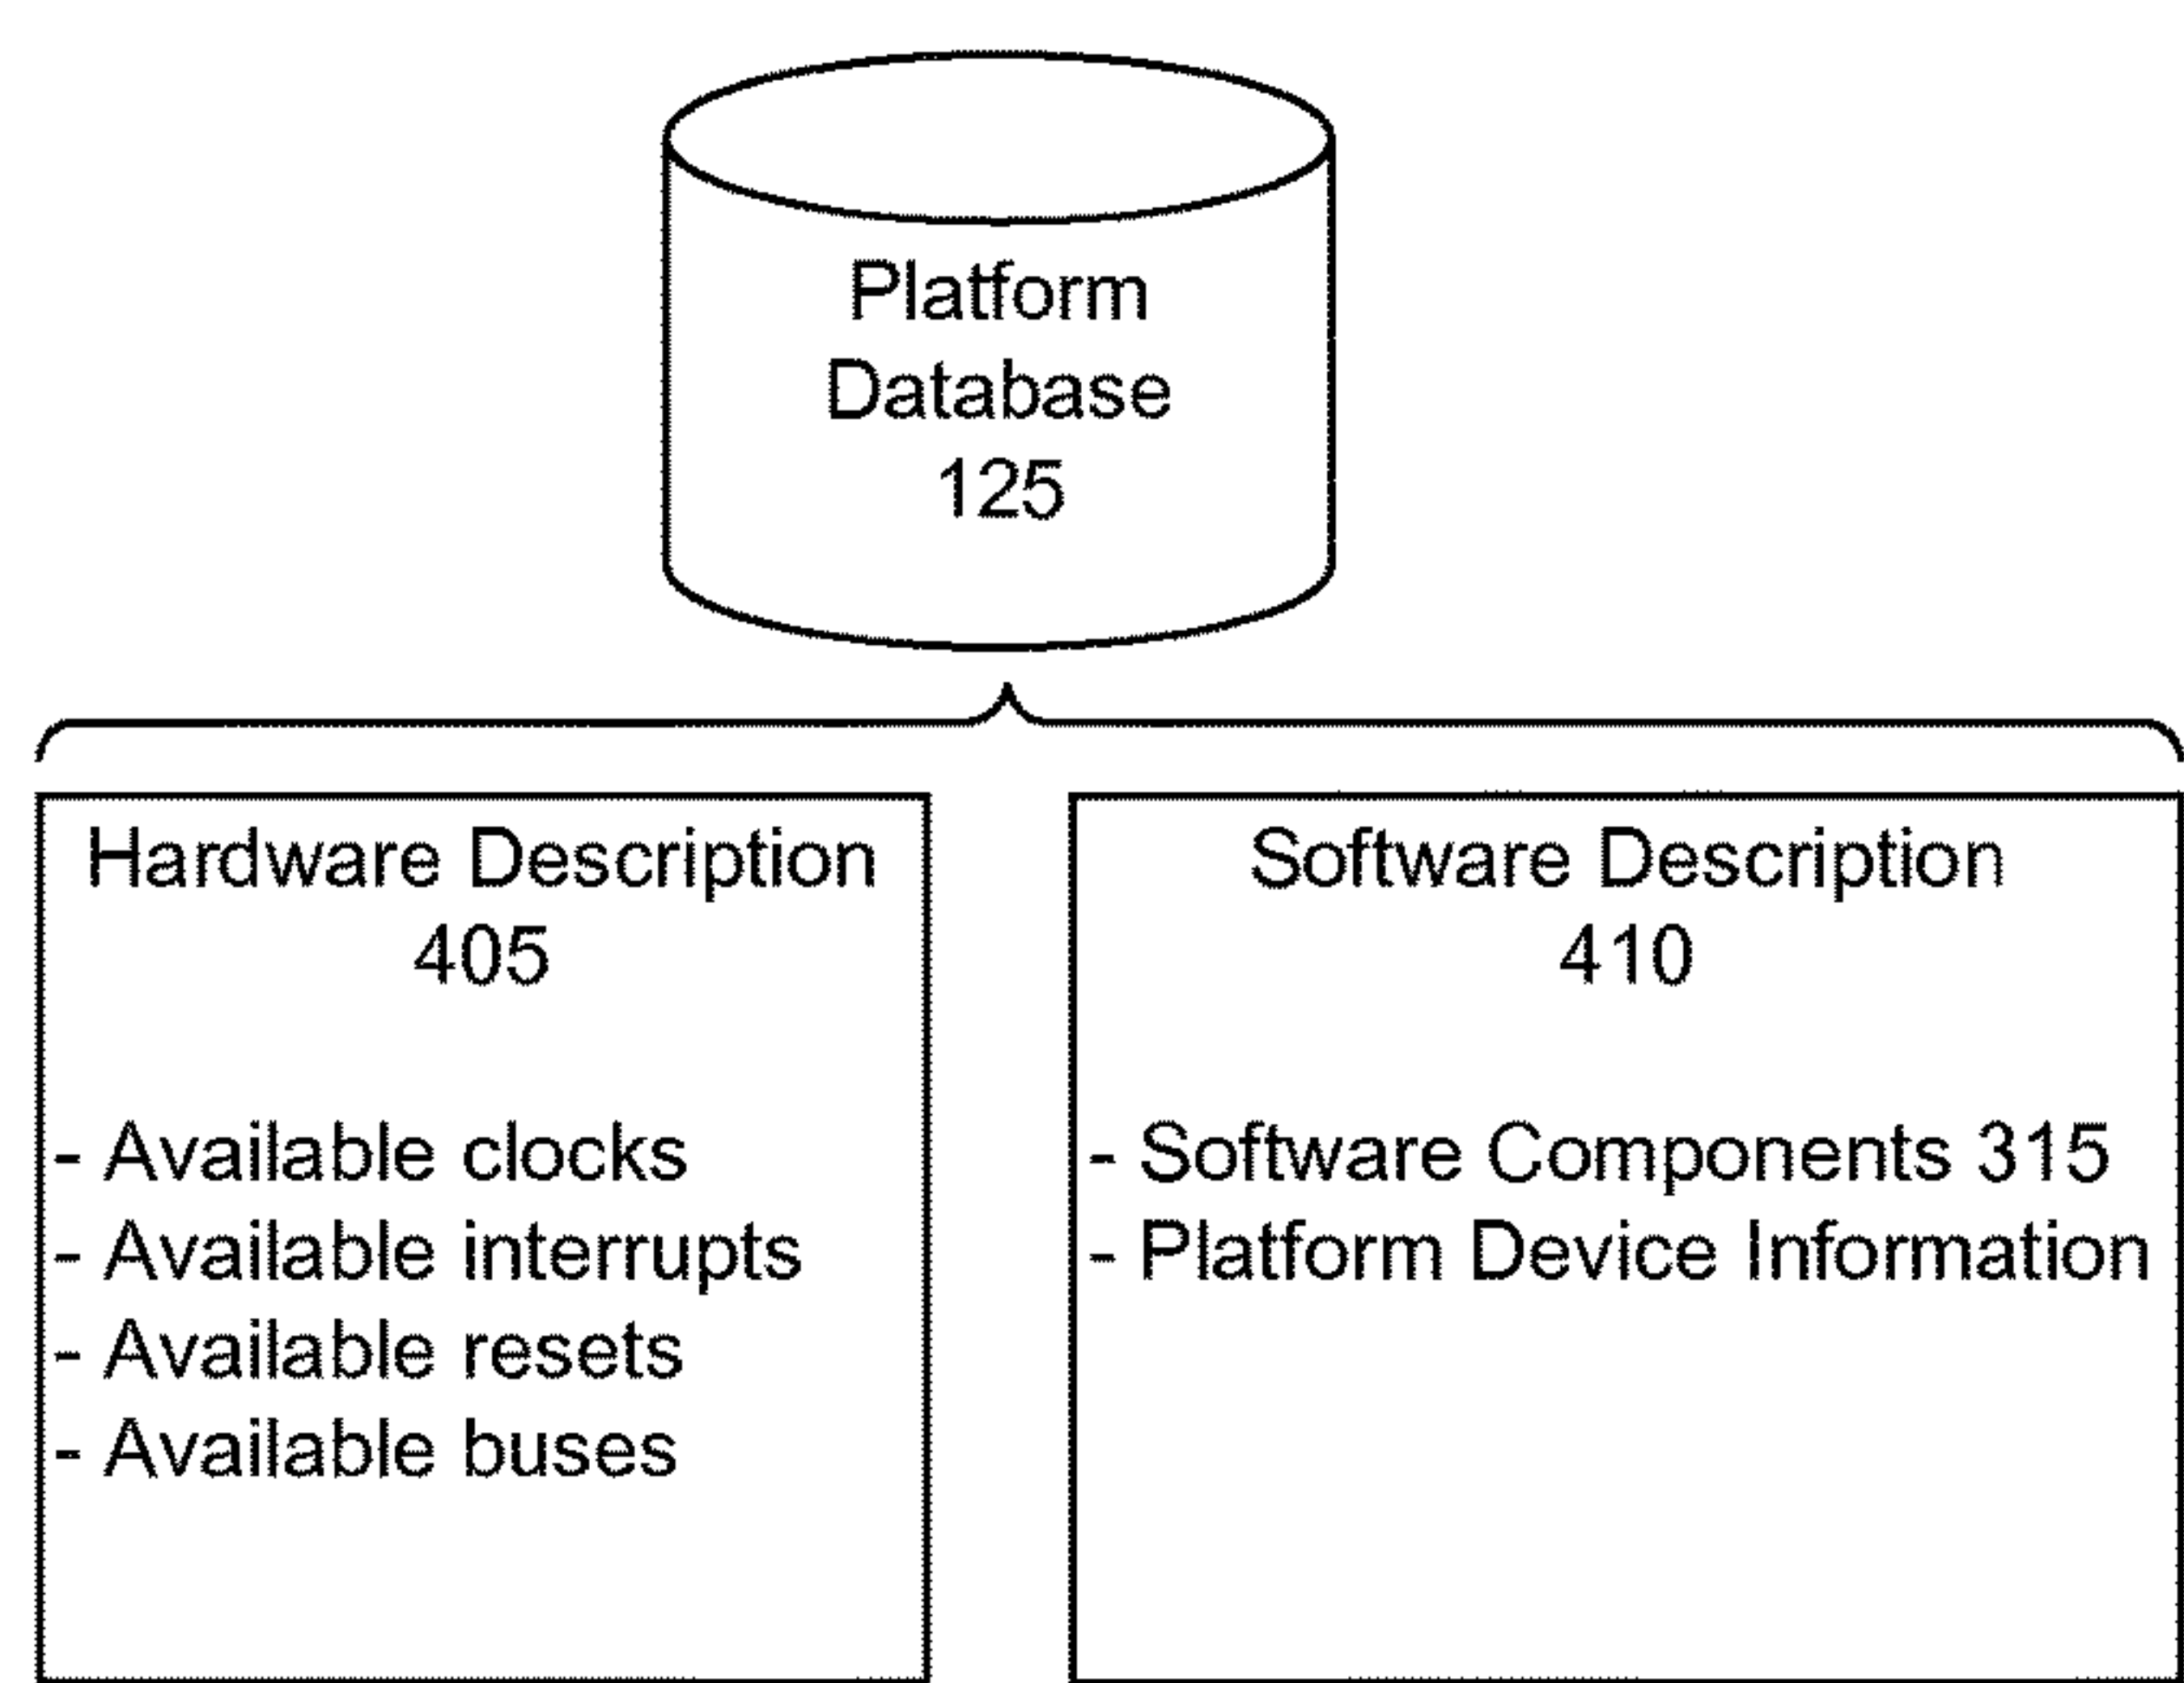 Platform
Database
125
Hardware Description
405
- Available clocks
- Available interrupts
- Available resets
- Available buses
Software Description
410
- Software Components 315
- Platform Device Information